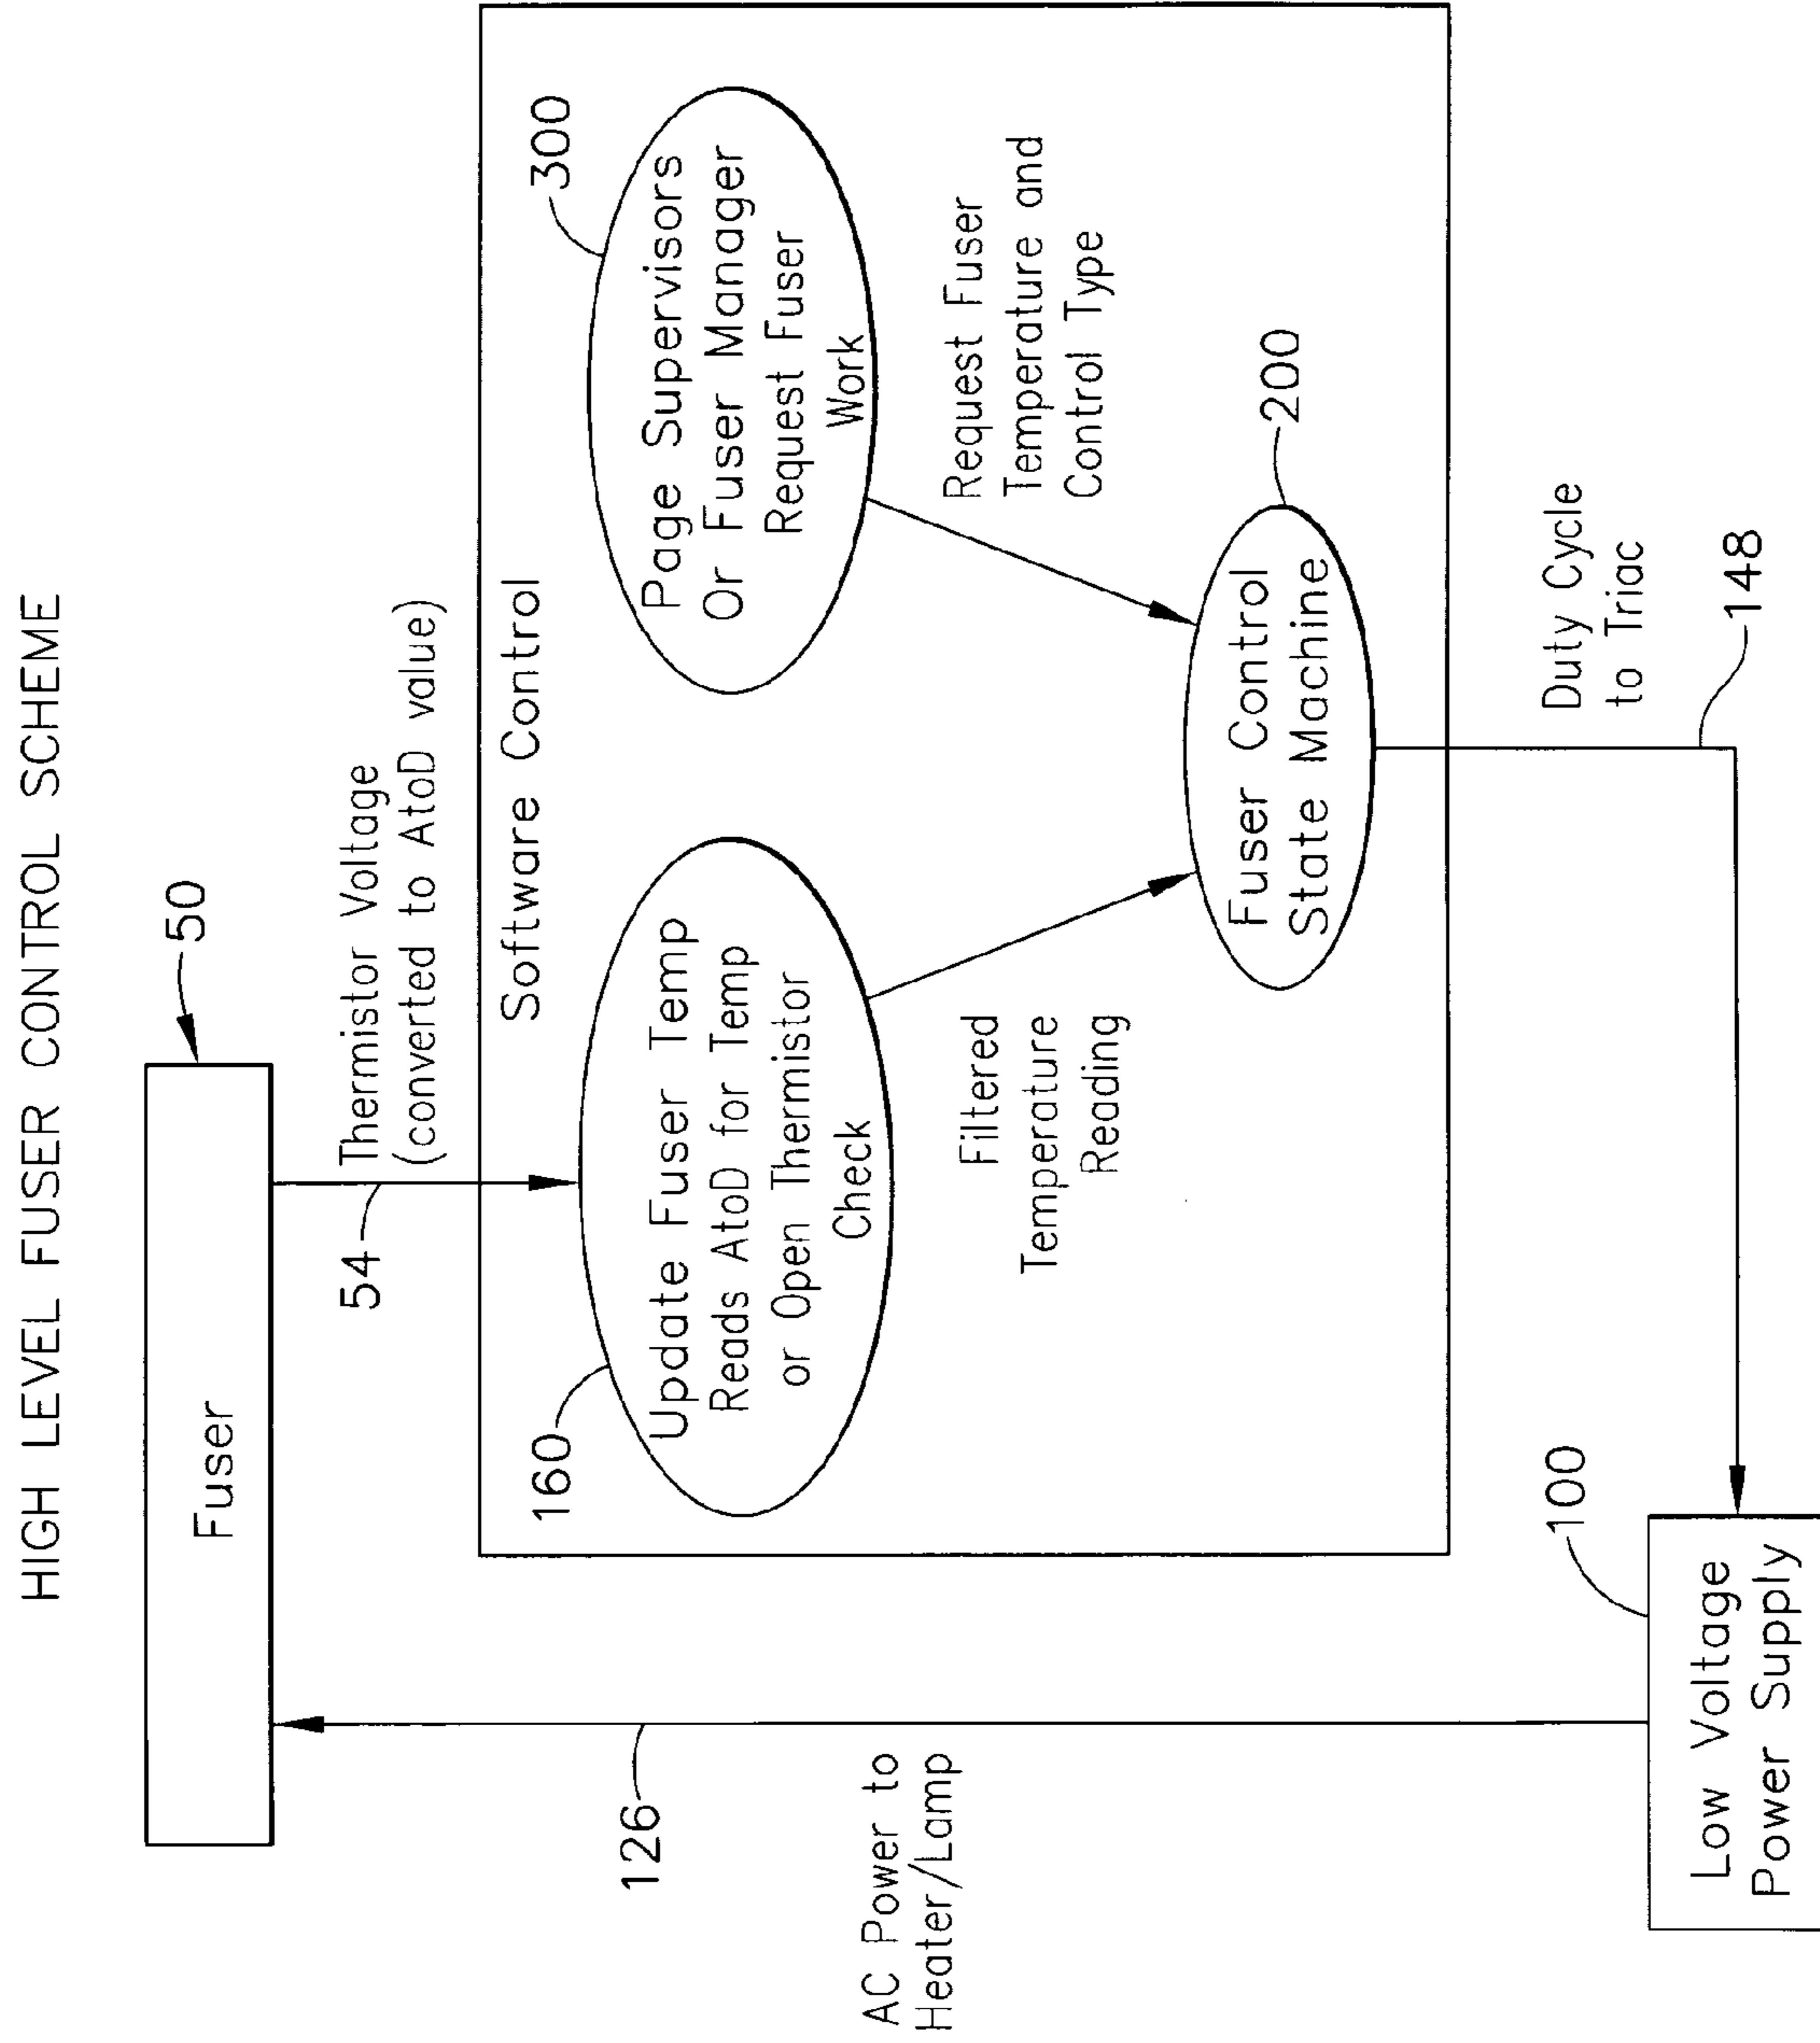 HIGH LEVEL FUSER CONTROL SCHEME
Fuser
50
54
Thermistor Voltage
(converted to AtoD value)
126
AC Power to
Heater/Lamp
Software Control
160
Update Fuser Temp
Reads AtoD for Temp
or Open Thermistor
Check
300
Page Supervisors
Or Fuser Manager
Request Fuser
Work
Filtered
Temperature
Reading
Request Fuser
Temperature and
Control Type
200
Fuser Control
State Machine
Duty Cycle
to Triac
148
100
Low Voltage
Power Supply